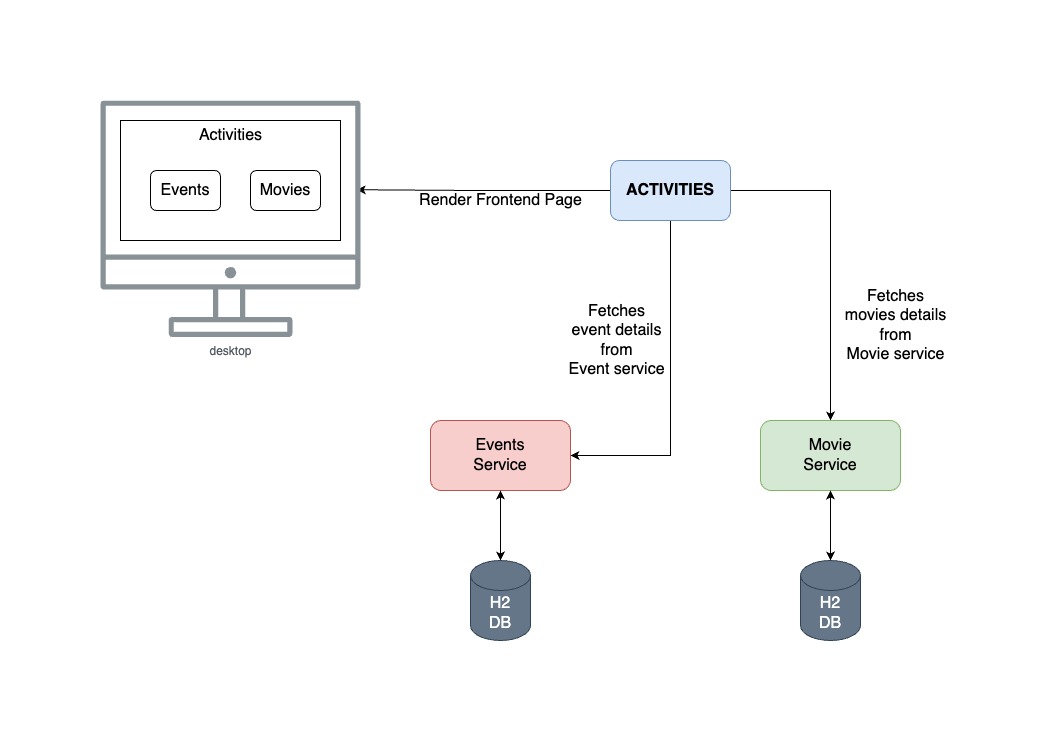 Activities
Events
Movies
desktop
Render Frontend Page
ACTIVITIES
Fetches
event details
from
Event service
Fetches
movies details
from
Movie service
Events
Service
Movie
Service
H2
DB
H2
DB